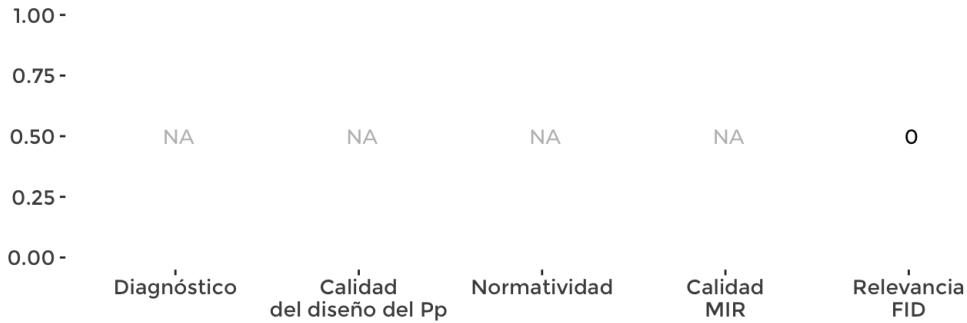 1.00
0.75
0.50
0.25
0.00
NA NA NA NA 0
Diagnóstico Calidad Normatividad Calidad Relevancia
del diseño del Pp MIR FID